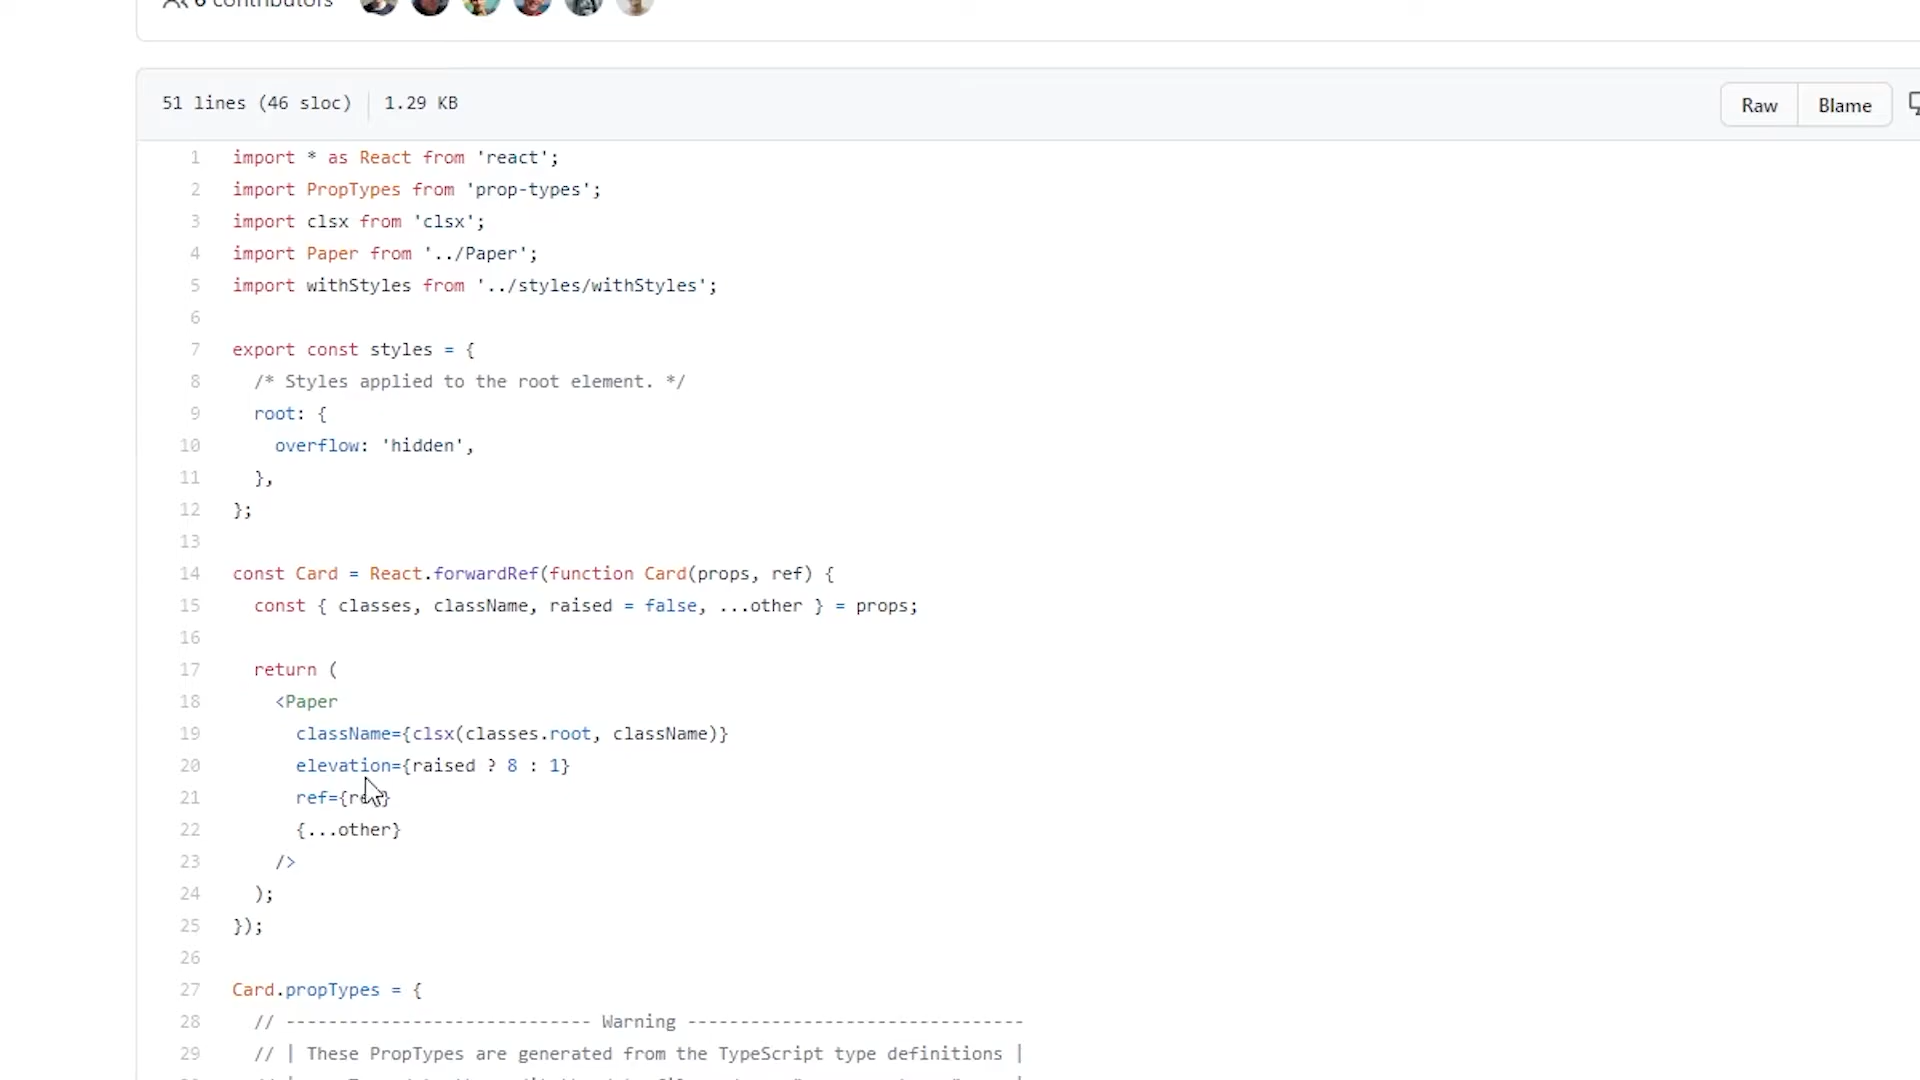 6 contributors
51 lines (46 sloc) 1.29 KB
Raw Blame
1 import * as React from 'react';
2 import PropTypes from 'prop-types';
3 import clsx from 'clsx';
4 import Paper from '../Paper';
5 import withStyles from '../styles/withStyles';
6
7 export const styles = {
8 /* Styles applied to the root element. */
9 root: {
10 overflow: 'hidden',
11 },
12 };
13
14 const Card = React.forwardRef(function Card(props, ref) {
15 const { classes, className, raised = false, ...other } = props;
16
17 return (
18 <Paper
19 className={clsx(classes.root, className)}
20 elevation={raised ? 8 : 1}
21 ref={ref}
22 {...other}
23 />
24 );
25 });
26
27 Card.propTypes = {
28 // ----------------------------- Warning --------------------------------
29 // | These PropTypes are generated from the TypeScript type definitions |